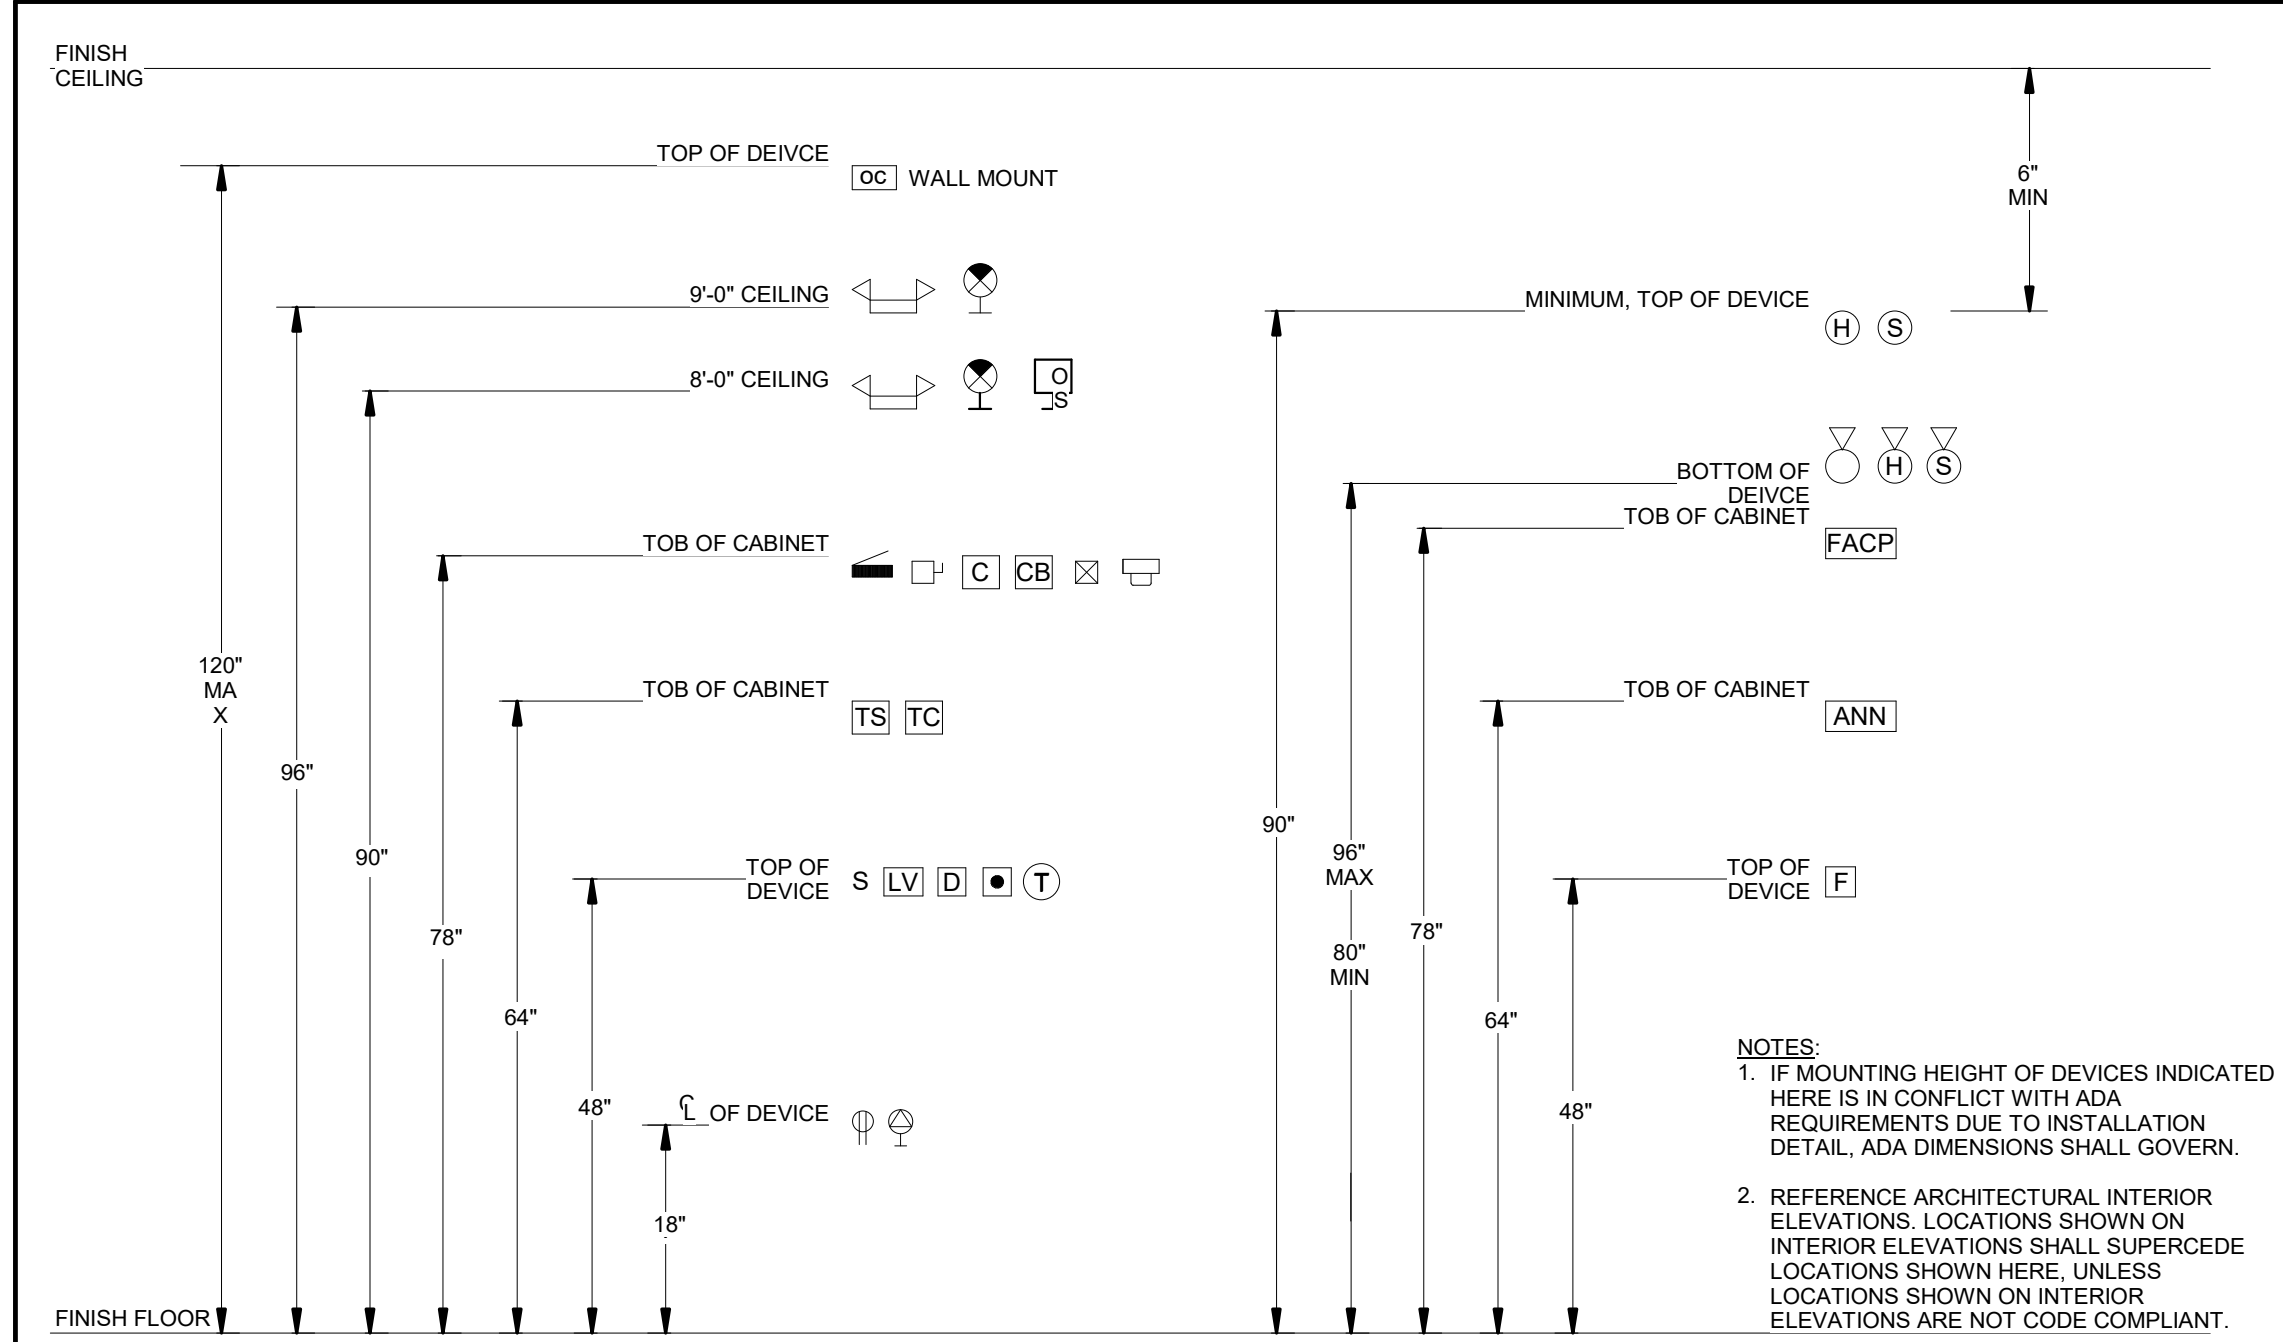 FINISH
CEILING
TOP OF DEIVCE
OC WALL MOUNT
6"
MIN
9'-0" CEILING
MINIMUM, TOP OF DEVICE
H S
8'-0" CEILING
O
S
BOTTOM OF
DEIVCE
H S
TOB OF CABINET
FACP
TOB OF CABINET
C CB
120"
MA
X
TOB OF CABINET
TS TC
TOB OF CABINET
ANN
96"
90"
90"
96"
MAX
80"
MIN
TOP OF
DEVICE
S LV D T
TOP OF
DEVICE
F
78"
78"
64"
64"
48"
48"
CL OF DEVICE
18"
NOTES:
1. IF MOUNTING HEIGHT OF DEVICES INDICATED
HERE IS IN CONFLICT WITH ADA
REQUIREMENTS DUE TO INSTALLATION
DETAIL, ADA DIMENSIONS SHALL GOVERN.
2. REFERENCE ARCHITECTURAL INTERIOR
ELEVATIONS. LOCATIONS SHOWN ON
INTERIOR ELEVATIONS SHALL SUPERCEDE
LOCATIONS SHOWN HERE, UNLESS
LOCATIONS SHOWN ON INTERIOR
ELEVATIONS ARE NOT CODE COMPLIANT.
FINISH FLOOR